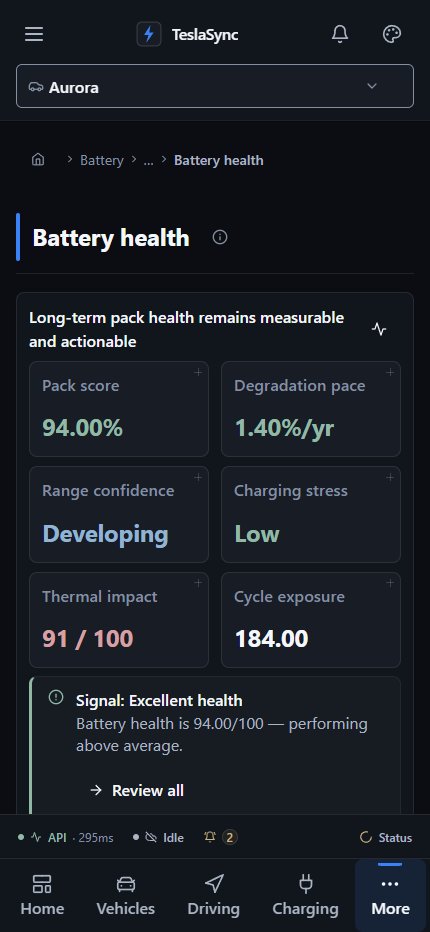 TeslaSync
Aurora
Battery
...
Battery health
Battery health
Long-term pack health remains measurable
and actionable
Pack score
94.00%
Degradation pace
1.40%/yr
Range confidence
Developing
Charging stress
Low
Thermal impact
91 / 100
Cycle exposure
184.00
Signal: Excellent health
Battery health is 94.00/100 — performing
above average.
Review all
API · 295ms
Idle
2
Status
Home
Vehicles
Driving
Charging
More